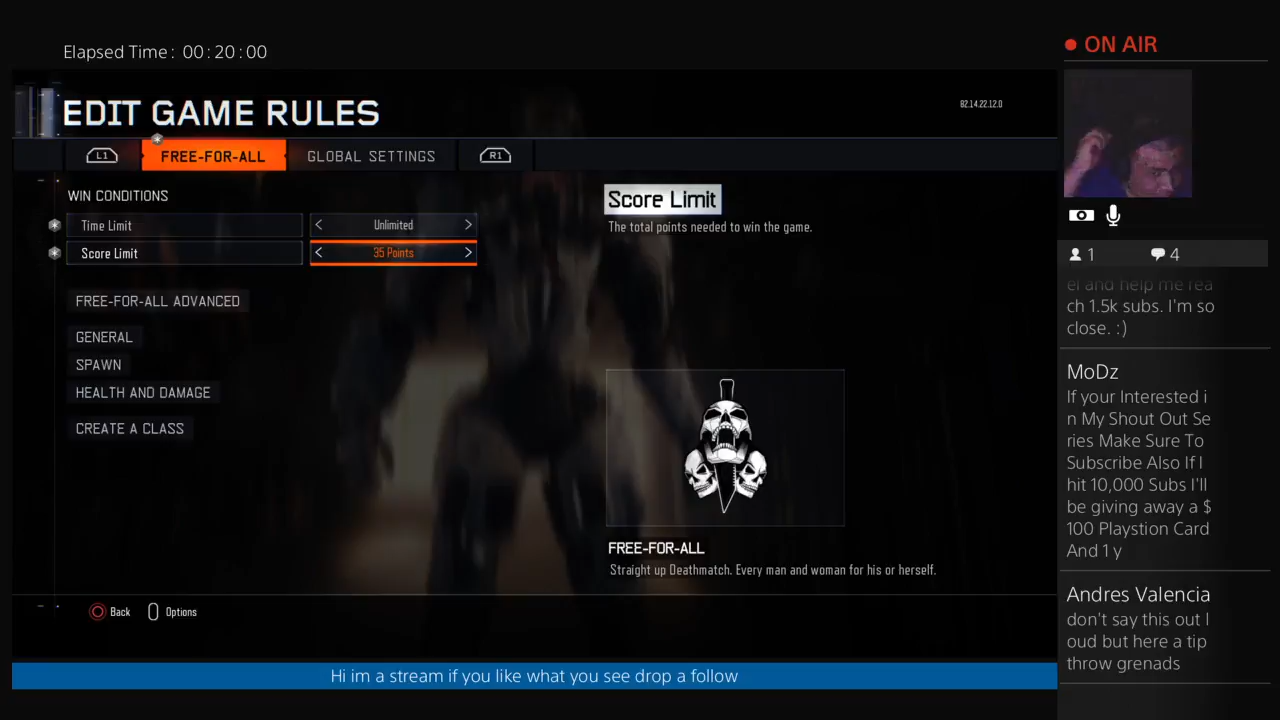 Elapsed Time: 00:20:00
ON AIR
EDIT GAME RULES
82.14.22.12.0
L1
FREE-FOR-ALL
GLOBAL SETTINGS
R1
WIN CONDITIONS
Time Limit
Unlimited
Score Limit
35 Points
Score Limit
The total points needed to win the game.
FREE-FOR-ALL ADVANCED
GENERAL
SPAWN
HEALTH AND DAMAGE
CREATE A CLASS
FREE-FOR-ALL
Straight up Deathmatch. Every man and woman for his or herself.
Back
Options
Hi im a stream if you like what you see drop a follow
1
4
el and help me rea
ch 1.5k subs. I'm so
close. :)
MoDz
If your Interested i
n My Shout Out Se
ries Make Sure To
Subscribe Also If I
hit 10,000 Subs I'll
be giving away a $
100 Playstion Card
And 1 y
Andres Valencia
don't say this out l
oud but here a tip
throw grenads